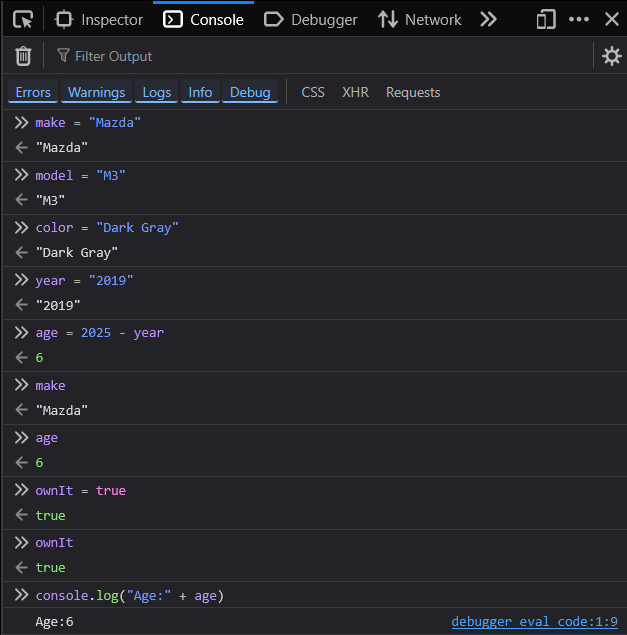 Inspector Console Debugger Network
Filter Output
Errors Warnings Logs Info Debug CSS XHR Requests
make = "Mazda"
"Mazda"
model = "M3"
"M3"
color = "Dark Gray"
"Dark Gray"
year = "2019"
"2019"
age = 2025 - year
6
make
"Mazda"
age
6
ownIt = true
true
ownIt
true
console.log("Age:" + age)
Age:6 debugger eval code:1:9